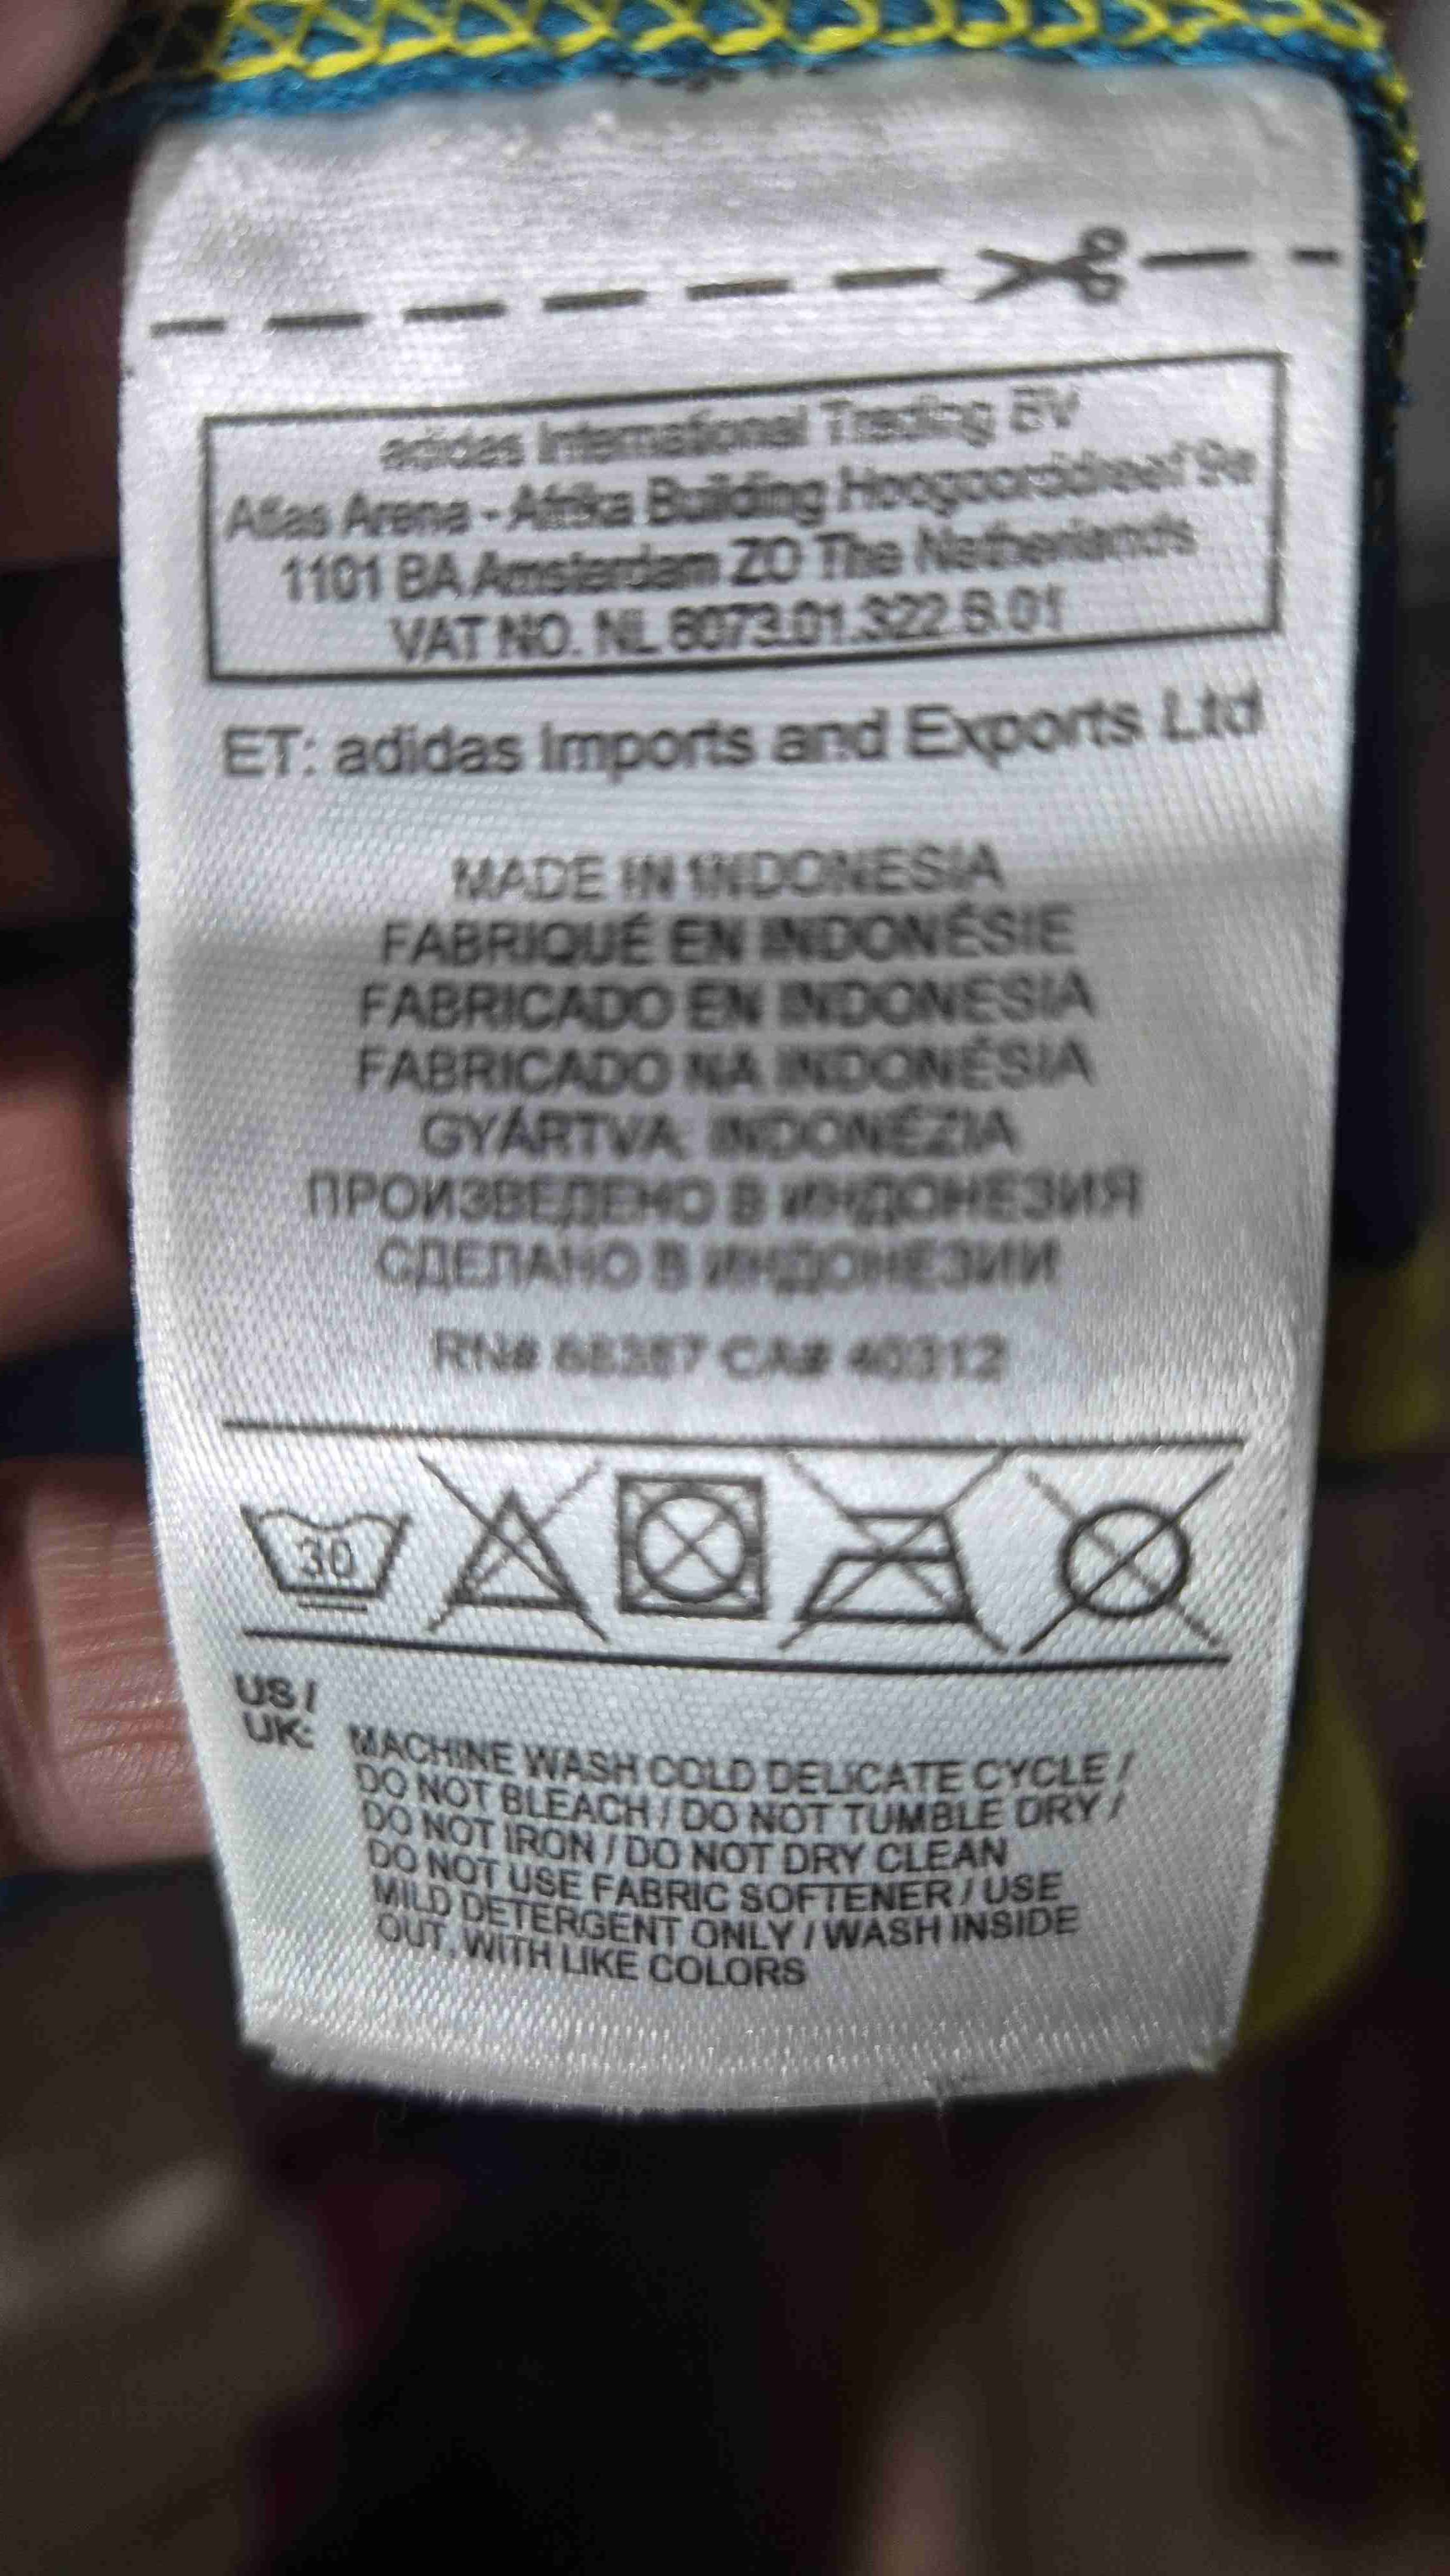 adidas International Trading BV
Atlas Arena - Afrika Building Hoogoorddreef 9a
1101 BA Amsterdam ZO The Netherlands
VAT NO. NL 8073.01.322.B.01
ET: adidas Imports and Exports Ltd
MADE IN INDONESIA
FABRIQUÉ EN INDONÉSIE
FABRICADO EN INDONESIA
FABRICADO NA INDONÉSIA
GYÁRTVA: INDONÉZIA
ПРОИЗВЕДЕНО В ИНДОНЕЗИЯ
СДЕЛАНО В ИНДОНЕЗИИ
RN# 88387 CA# 40312
30
US /
UK:
MACHINE WASH COLD DELICATE CYCLE /
DO NOT BLEACH / DO NOT TUMBLE DRY /
DO NOT IRON / DO NOT DRY CLEAN
DO NOT USE FABRIC SOFTENER / USE
MILD DETERGENT ONLY / WASH INSIDE
OUT, WITH LIKE COLORS